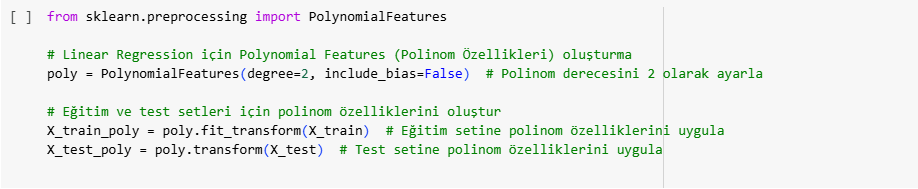 [ ] from sklearn.preprocessing import PolynomialFeatures
# Linear Regression için Polynomial Features (Polinom Özellikleri) oluşturma
poly = PolynomialFeatures(degree=2, include_bias=False)  # Polinom derecesini 2 olarak ayarla
# Eğitim ve test setleri için polinom özelliklerini oluştur
X_train_poly = poly.fit_transform(X_train)  # Eğitim setine polinom özelliklerini uygula
X_test_poly = poly.transform(X_test)  # Test setine polinom özelliklerini uygula